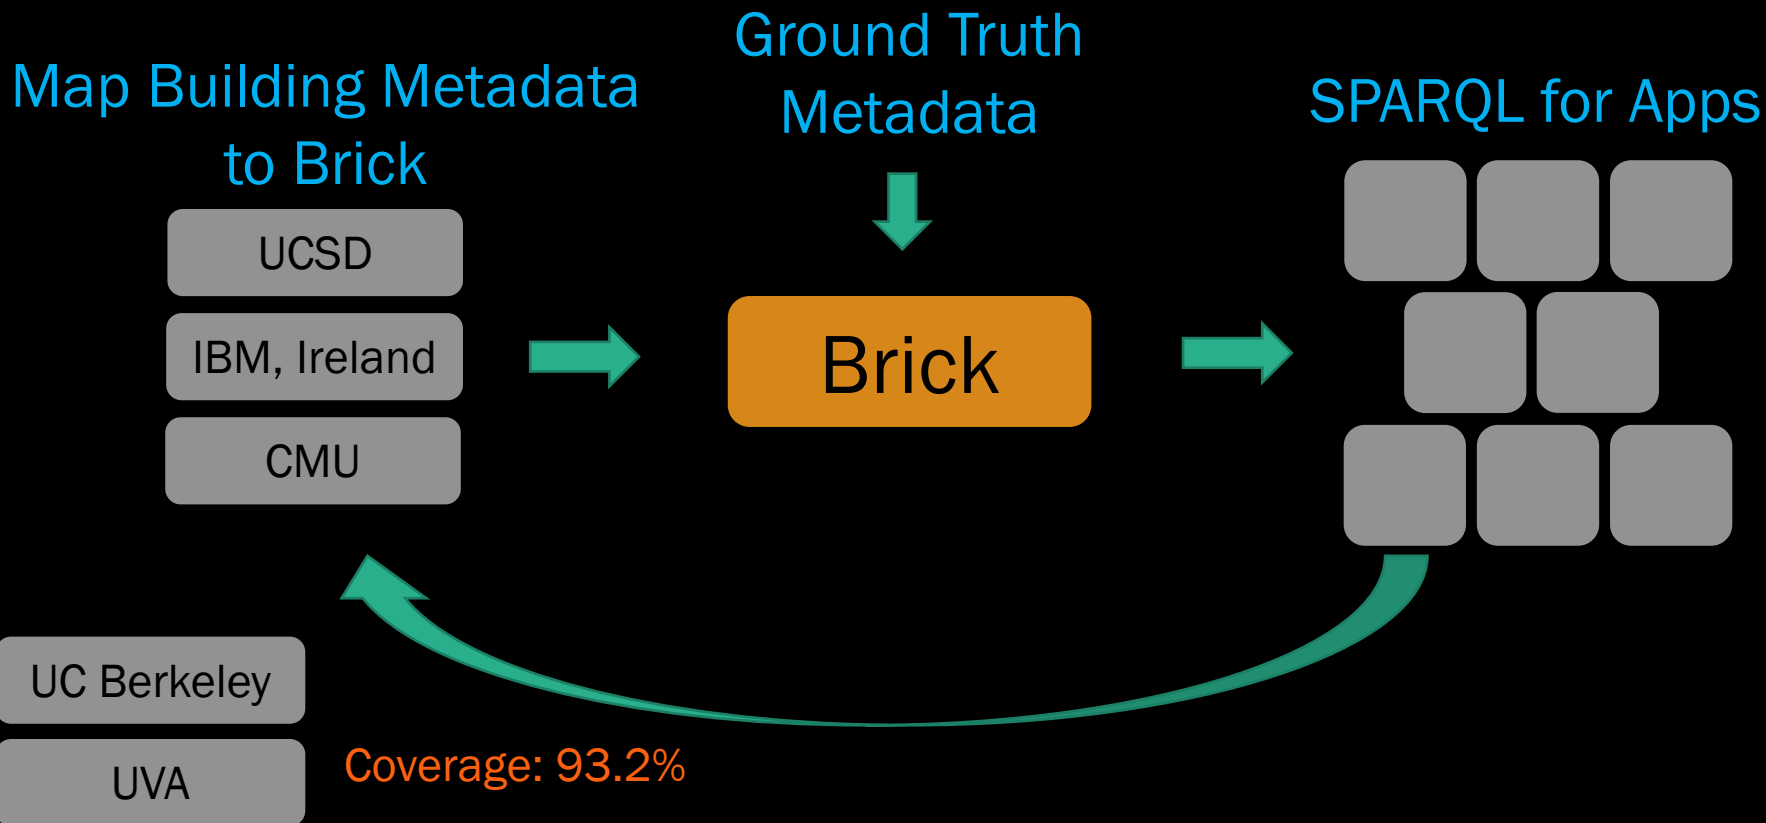 Map Building Metadata
to Brick
UCSD
IBM, Ireland
CMU
Ground Truth
Metadata
Brick
SPARQL for Apps
UC Berkeley
UVA
Coverage: 93.2%